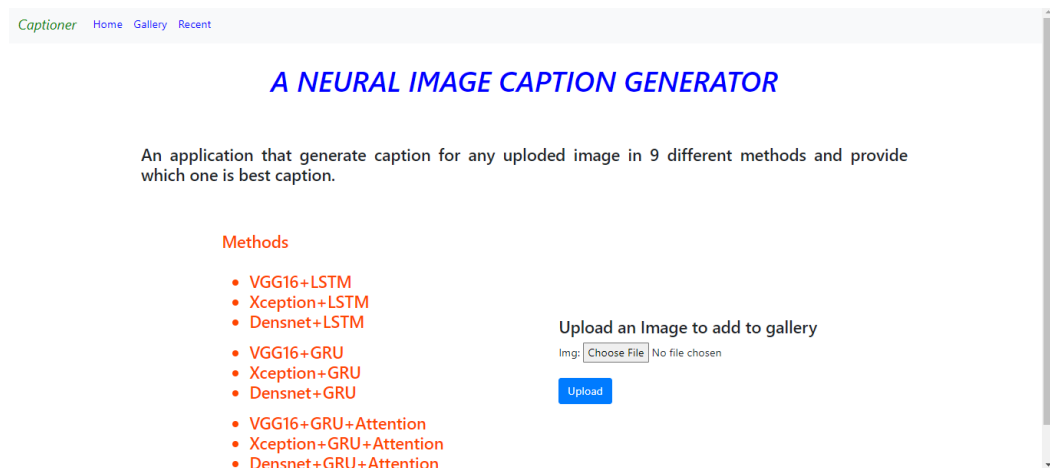 Captioner Home Gallery Recent
A NEURAL IMAGE CAPTION GENERATOR
An application that generate caption for any uploded image in 9 different methods and provide
which one is best caption.
Methods
VGG16+LSTM
Xception+LSTM
Densnet+LSTM
VGG16+GRU
Xception+GRU
Densnet+GRU
VGG16+GRU+Attention
Xception+GRU+Attention
Densnet+GRU+Attention
Upload an Image to add to gallery
Img: Choose File No file chosen
Upload